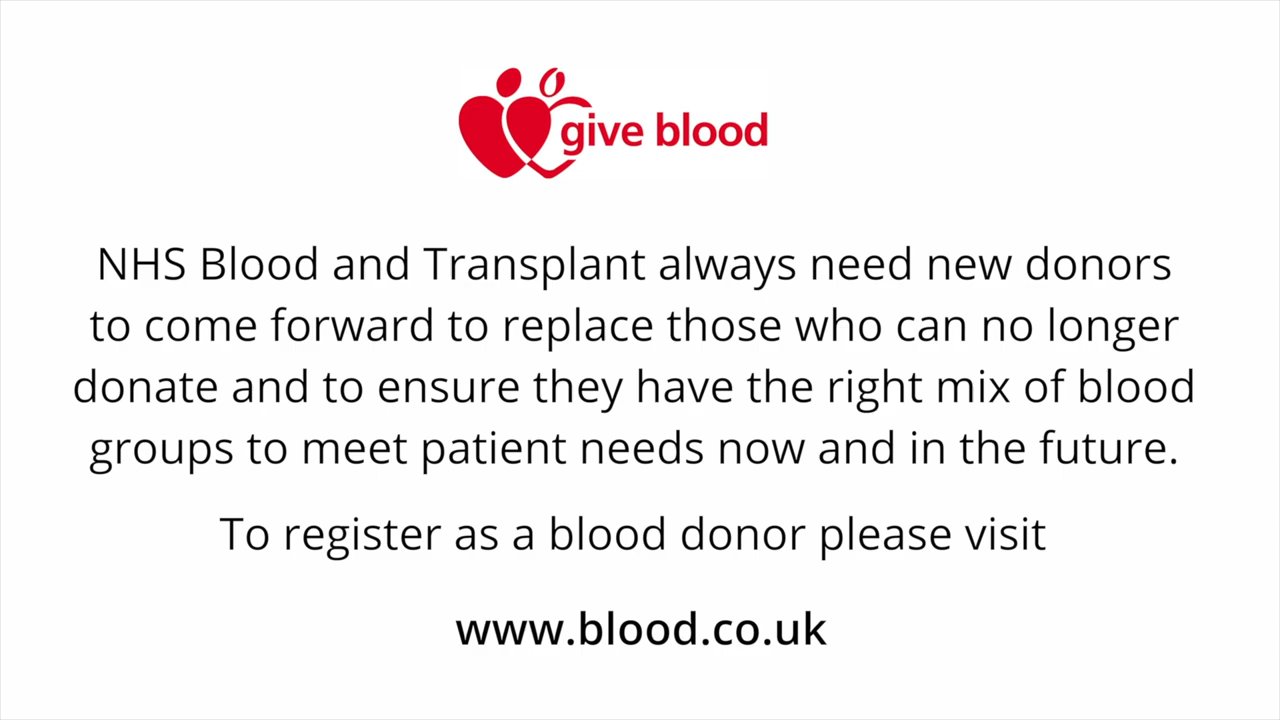 give blood
NHS Blood and Transplant always need new donors
to come forward to replace those who can no longer
donate and to ensure they have the right mix of blood
groups to meet patient needs now and in the future.
To register as a blood donor please visit
www.blood.co.uk